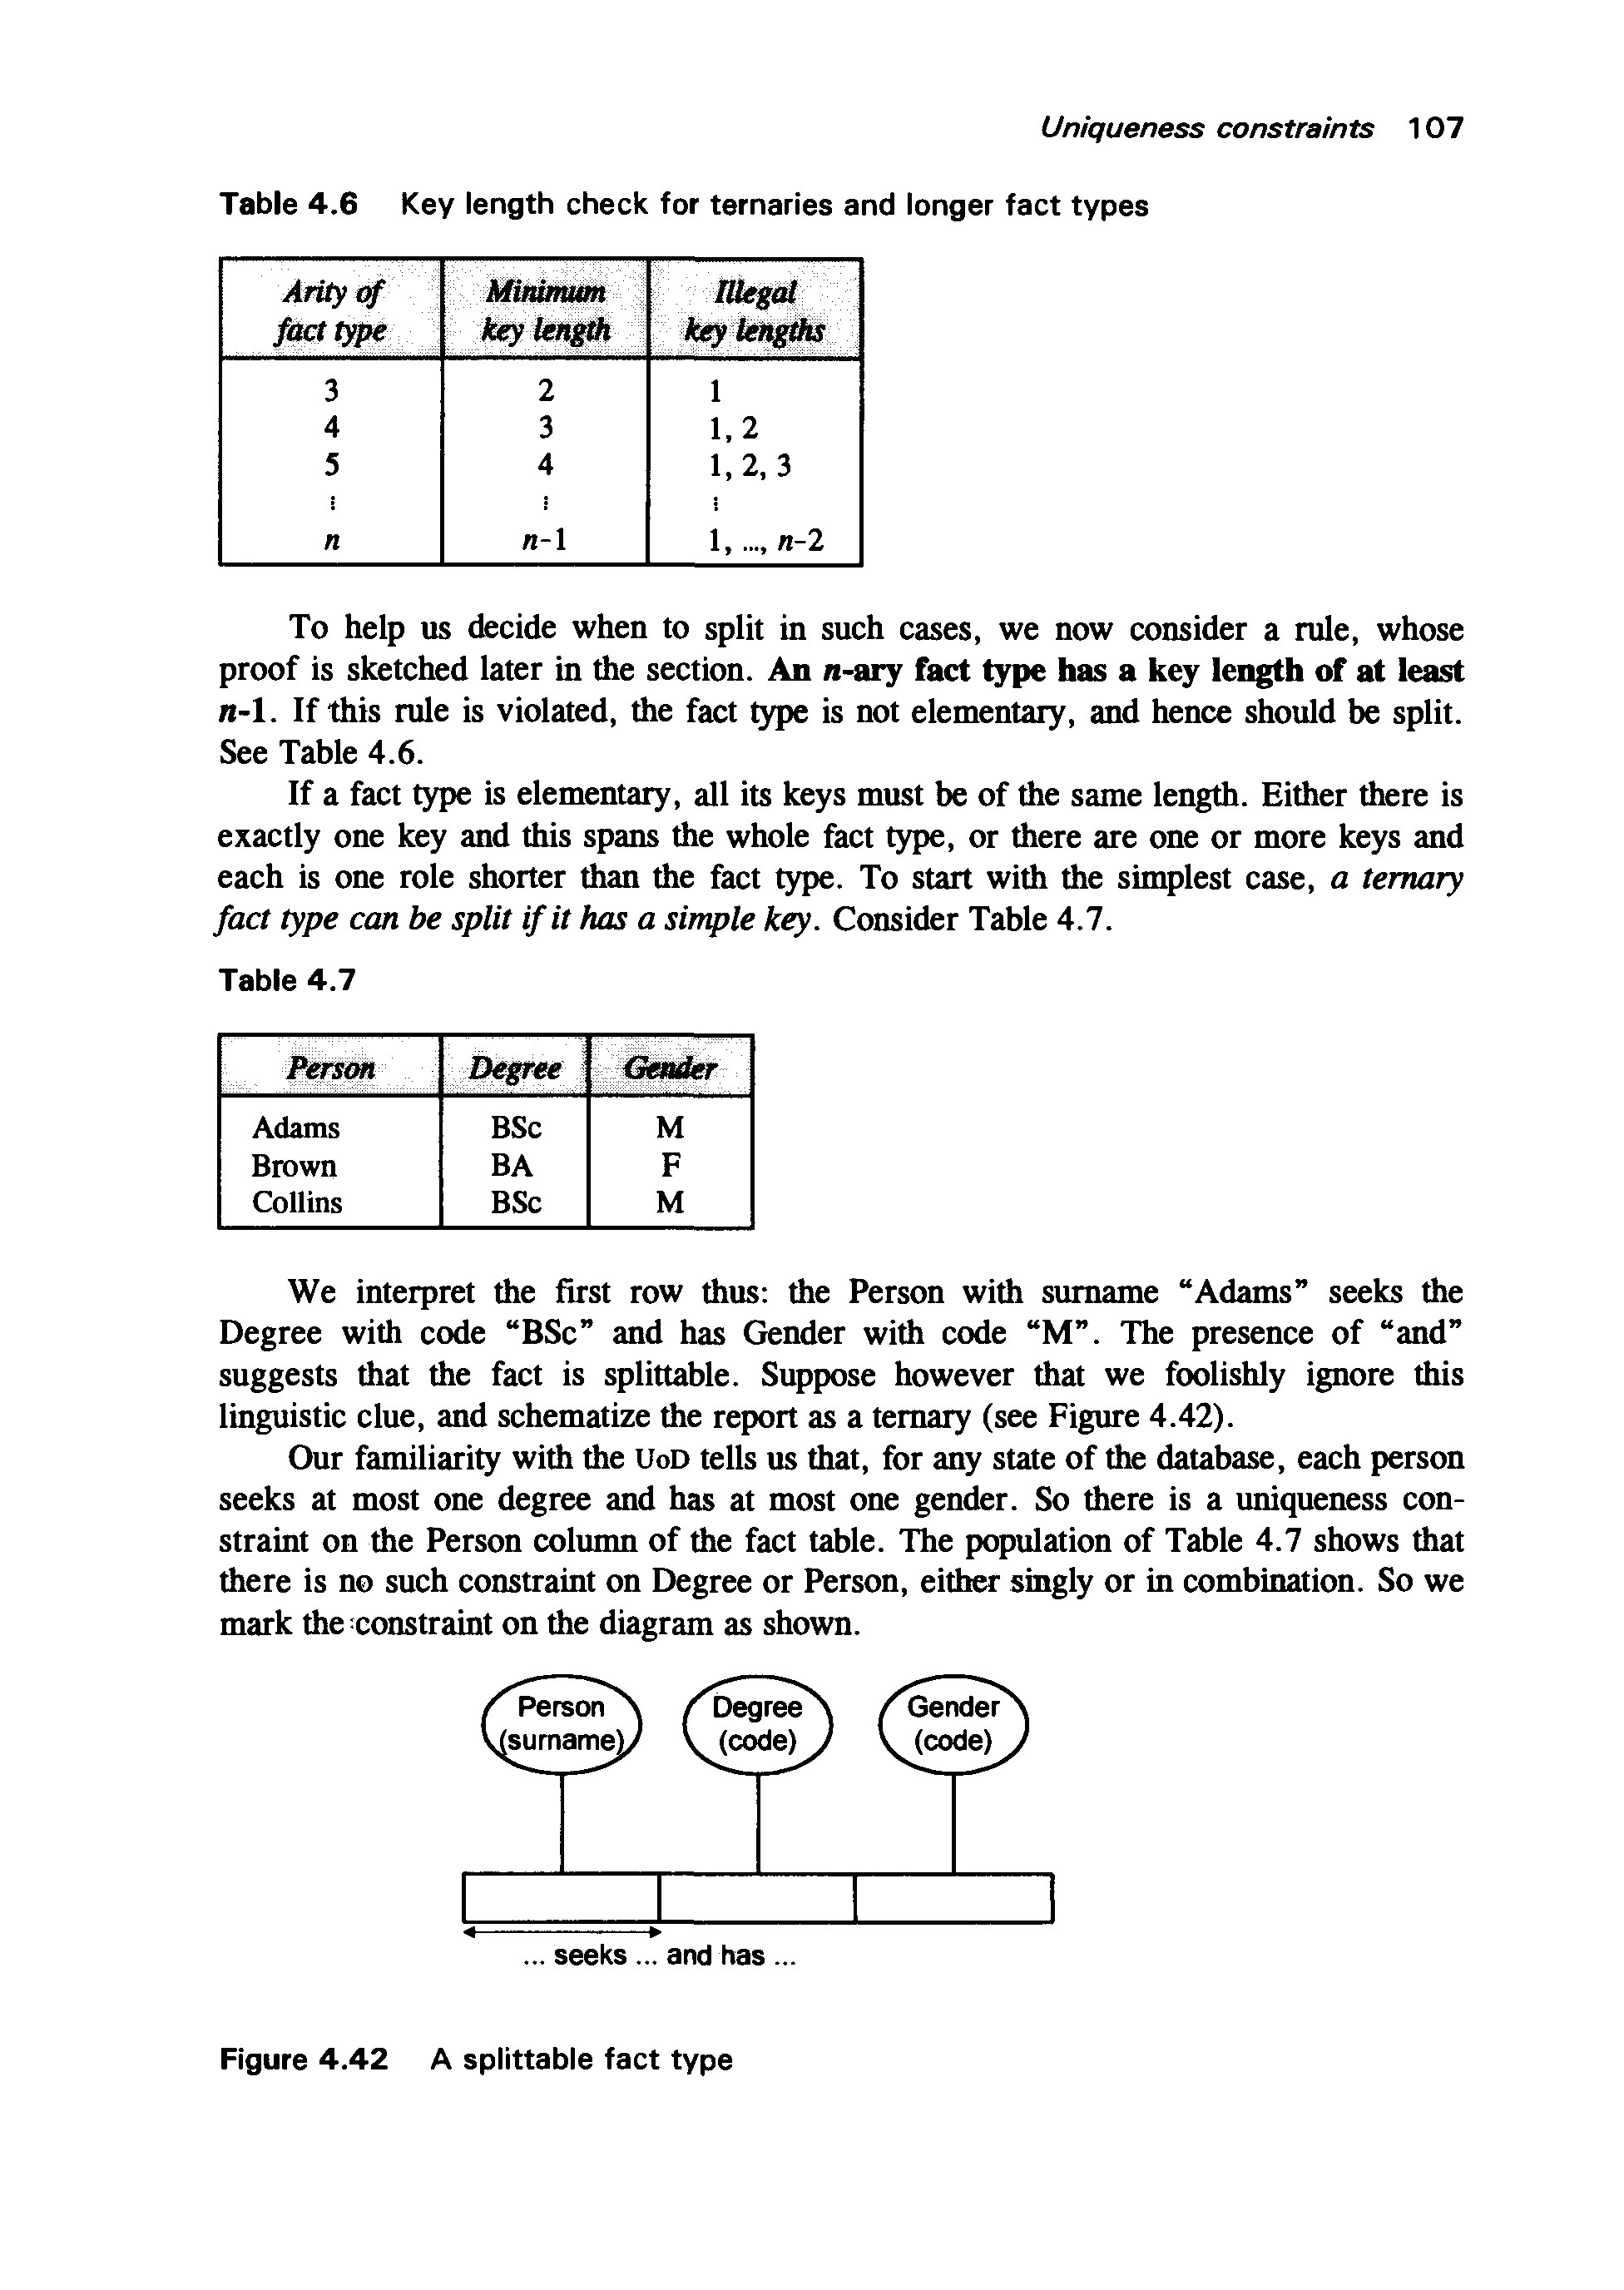 Uniqueness constraints 107
Table 4.6 Key length check for ternaries and longer fact types
Arity of fact type Minimum key length Illegal key lengths
3 2 1
4 3 1, 2
5 4 1, 2, 3
⋮ ⋮ ⋮
n n-1 1, ..., n-2
To help us decide when to split in such cases, we now consider a rule, whose
proof is sketched later in the section. An n-ary fact type has a key length of at least
n-1. If this rule is violated, the fact type is not elementary, and hence should be split.
See Table 4.6.
If a fact type is elementary, all its keys must be of the same length. Either there is
exactly one key and this spans the whole fact type, or there are one or more keys and
each is one role shorter than the fact type. To start with the simplest case, a ternary
fact type can be split if it has a simple key. Consider Table 4.7.
Table 4.7
Person Degree Gender
Adams BSc M
Brown BA F
Collins BSc M
We interpret the first row thus: the Person with surname “Adams” seeks the
Degree with code “BSc” and has Gender with code “M”. The presence of “and”
suggests that the fact is splittable. Suppose however that we foolishly ignore this
linguistic clue, and schematize the report as a ternary (see Figure 4.42).
Our familiarity with the UoD tells us that, for any state of the database, each person
seeks at most one degree and has at most one gender. So there is a uniqueness con-
straint on the Person column of the fact table. The population of Table 4.7 shows that
there is no such constraint on Degree or Person, either singly or in combination. So we
mark the constraint on the diagram as shown.
Person Degree Gender
(surname) (code) (code)
... seeks ... and has ...
Figure 4.42 A splittable fact type